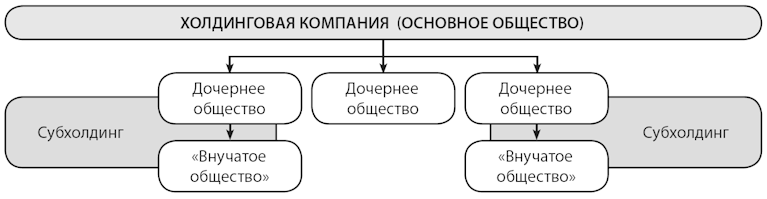 ХОЛДИНГОВАЯ КОМПАНИЯ (ОСНОВНОЕ ОБЩЕСТВО)
Дочернее
общество
Дочернее
общество
Дочернее
общество
Субхолдинг
Субхолдинг
«Внучатое
общество»
«Внучатое
общество»